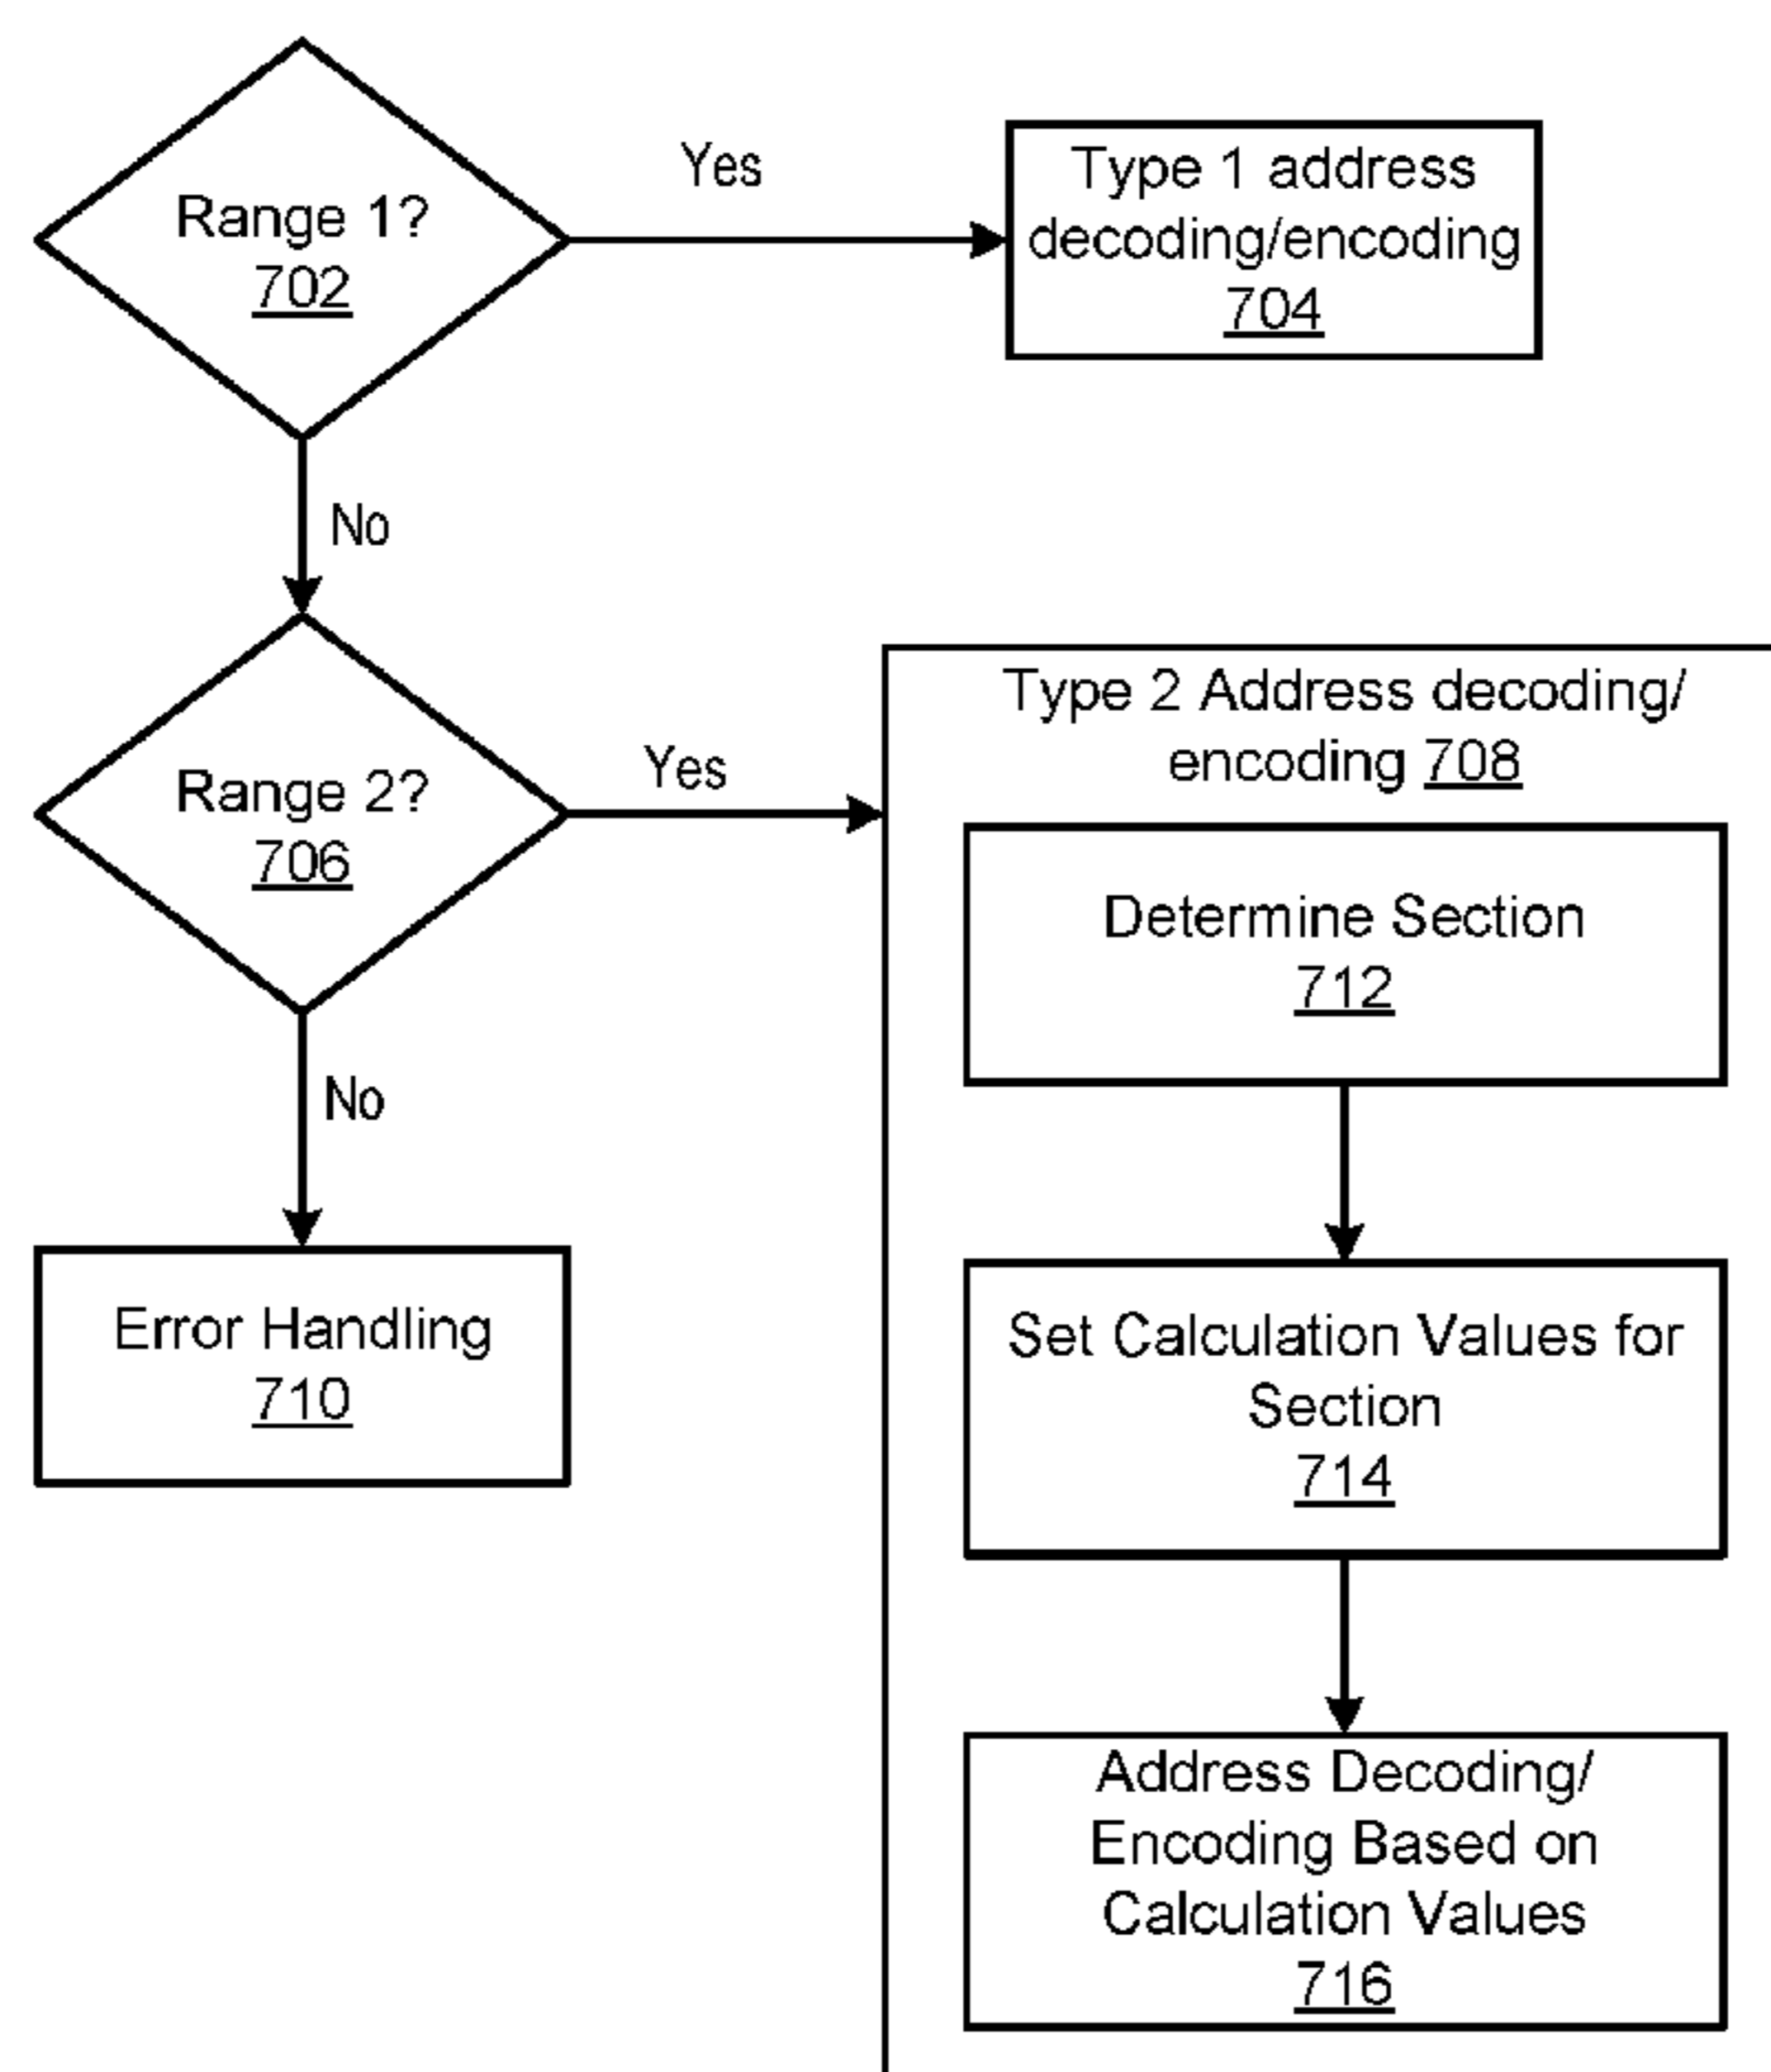 Range 1?
702
Yes
Type 1 address
decoding/encoding
704
No
Range 2?
706
Yes
Type 2 Address decoding/
encoding 708
Determine Section
712
No
Error Handling
710
Set Calculation Values for
Section
714
Address Decoding/
Encoding Based on
Calculation Values
716